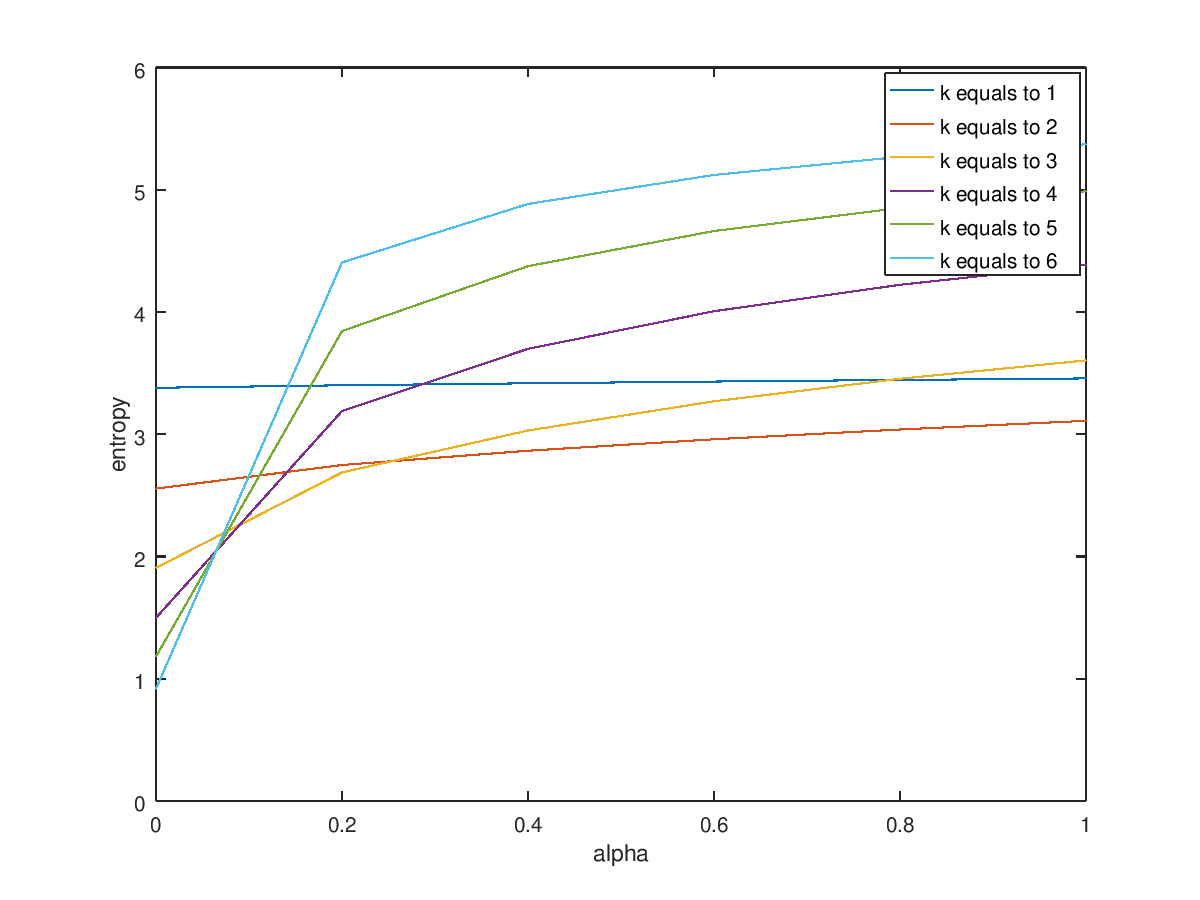 6
k equals to 1
k equals to 2
k equals to 3
k equals to 4
k equals to 5
k equals to 6
5
4
3
entropy
2
1
0
0 0.2 0.4 0.6 0.8 1
alpha